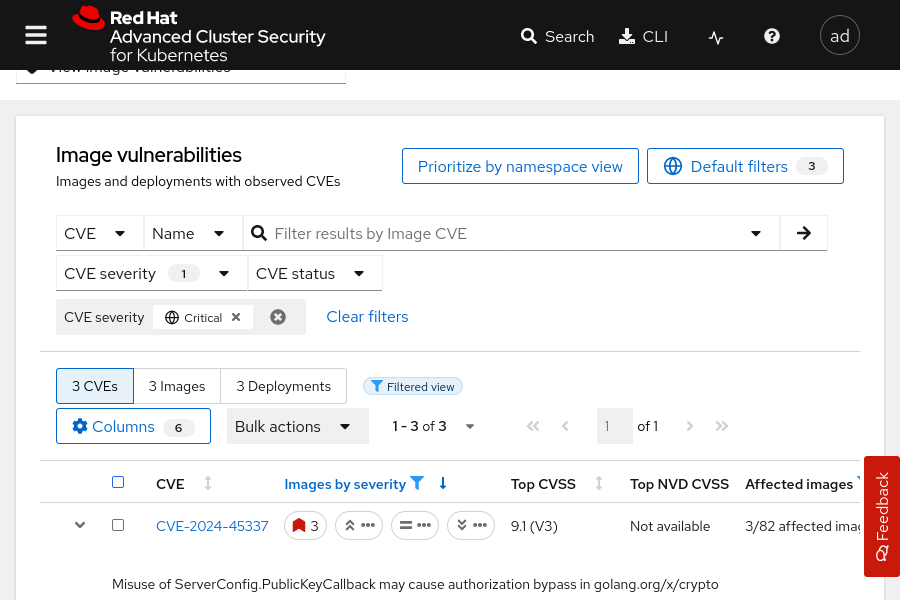 Red Hat
Advanced Cluster Security
for Kubernetes
Search
CLI
ad
View image vulnerabilities
Image vulnerabilities
Images and deployments with observed CVEs
Prioritize by namespace view
Default filters 3
CVE
Name
Filter results by Image CVE
CVE severity 1
CVE status
CVE severity
Critical
Clear filters
3 CVEs
3 Images
3 Deployments
Filtered view
Columns 6
Bulk actions
1 - 3 of 3
1 of 1
CVE
Images by severity
Top CVSS
Top NVD CVSS
Affected images
CVE-2024-45337
3
9.1 (V3)
Not available
3/82 affected
Misuse of ServerConfig.PublicKeyCallback may cause authorization bypass in golang.org/x/crypto
Feedback